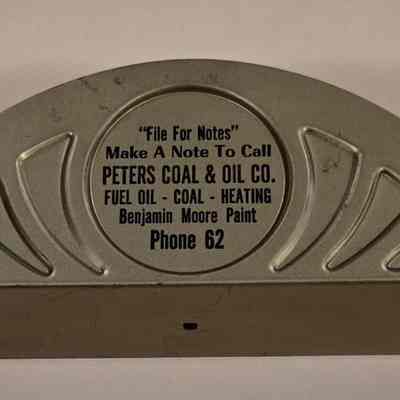 "File For Notes"
Make A Note To Call
PETERS COAL & OIL CO.
FUEL OIL - COAL - HEATING
Benjamin Moore Paint
Phone 62